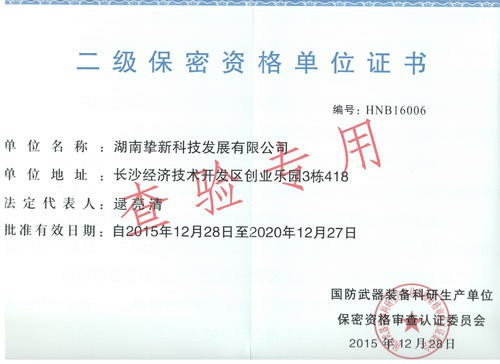 二级保密资格单位证书
编号：HNB16006
单位名称：湖南挚新科技发展有限公司
单位地址：长沙经济技术开发区创业乐园3栋418
法定代表人：逯亮清
批准有效日期：自2015年12月28日至2020年12月27日
查验专用
国防武器装备科研生产单位
保密资格审查认证委员会
2015年12月28日